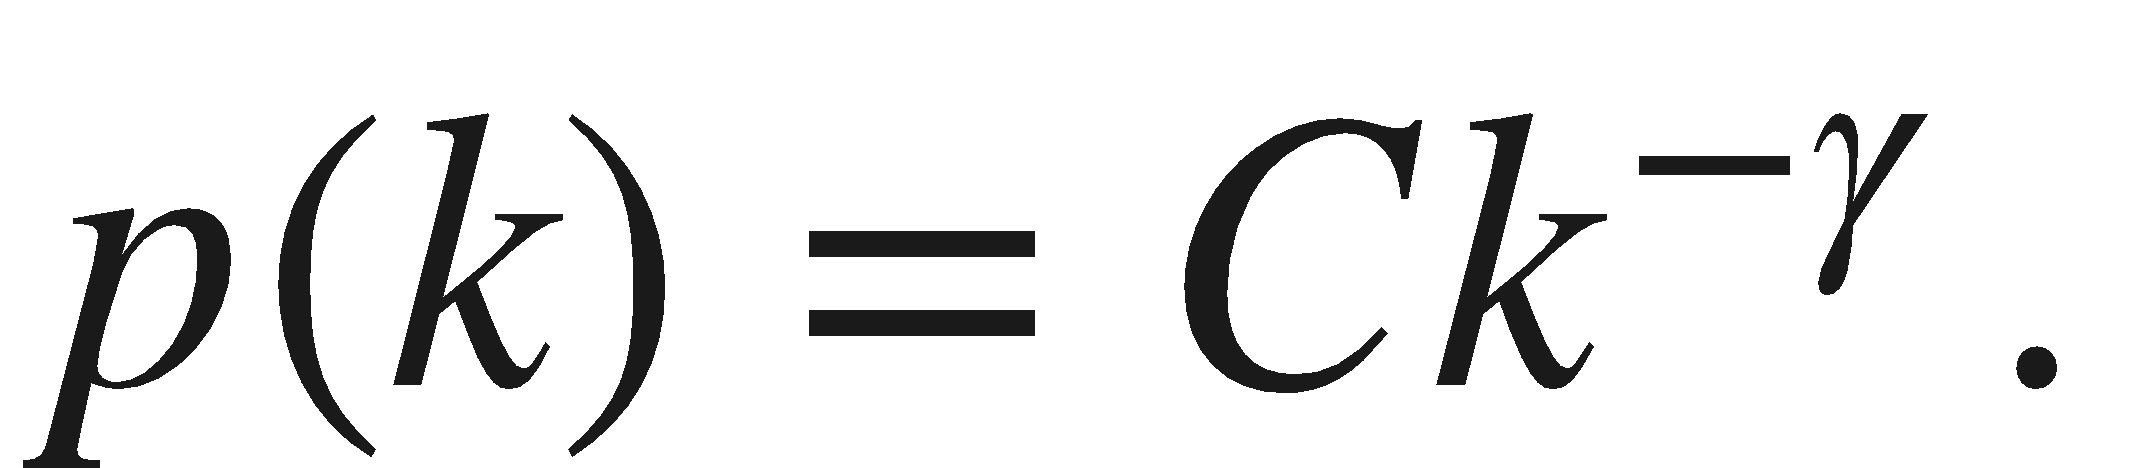 p(k) = Ck^{-γ}.